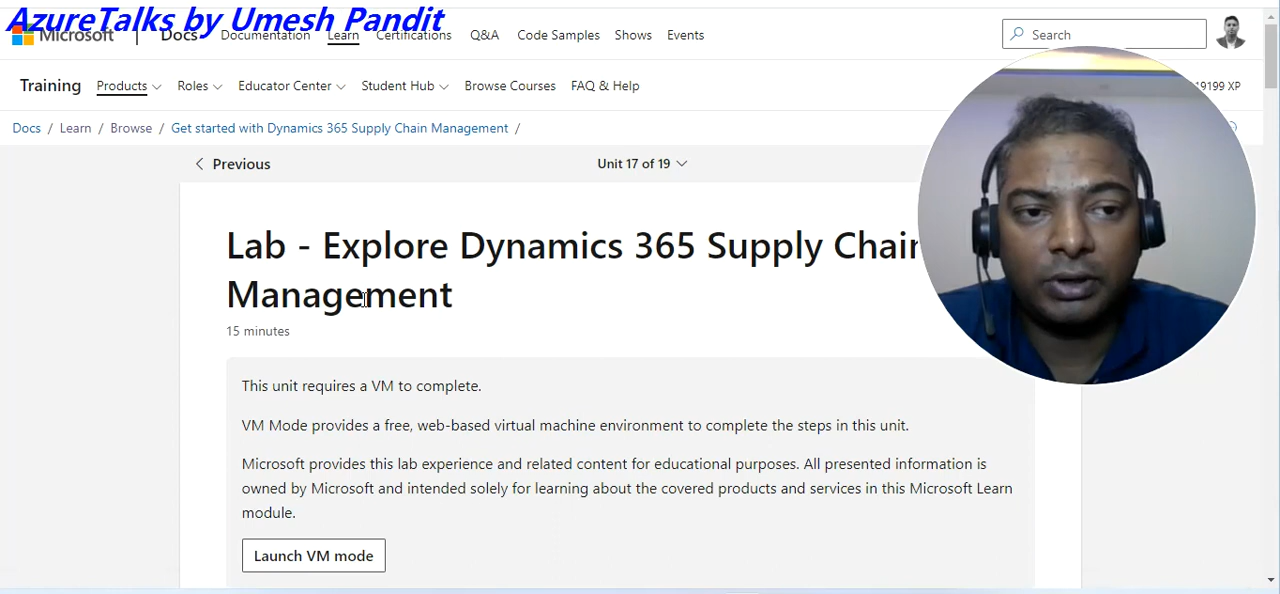 AzureTalks by Umesh Pandit
Microsoft | Docs Documentation Learn Certifications Q&A Code Samples Shows Events Search
Training Products Roles Educator Center Student Hub Browse Courses FAQ & Help 19199 XP
Docs / Learn / Browse / Get started with Dynamics 365 Supply Chain Management /
Previous Unit 17 of 19
Lab - Explore Dynamics 365 Supply Chain
Management
15 minutes
This unit requires a VM to complete.
VM Mode provides a free, web-based virtual machine environment to complete the steps in this unit.
Microsoft provides this lab experience and related content for educational purposes. All presented information is
owned by Microsoft and intended solely for learning about the covered products and services in this Microsoft Learn
module.
Launch VM mode